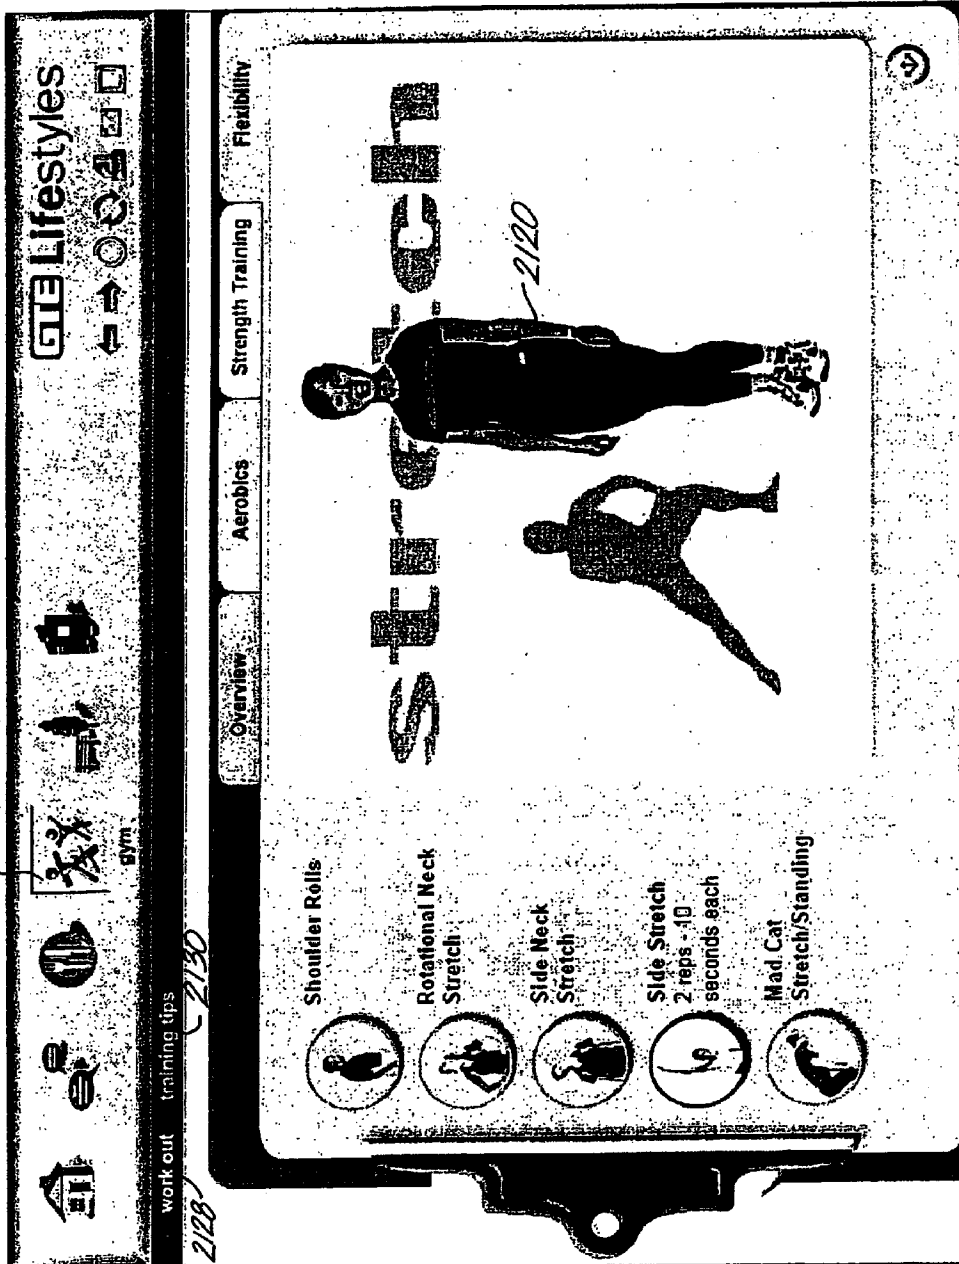 GTE Lifestyles
gym
work out training tips
2128
2130
Overview Aerobics Strength Training Flexibility
Stretch
2120
Shoulder Rolls
Rotational Neck
Stretch
Side Neck
Stretch
Side Stretch
2 reps - 10
seconds each
Mad Cat
Stretch/Standing